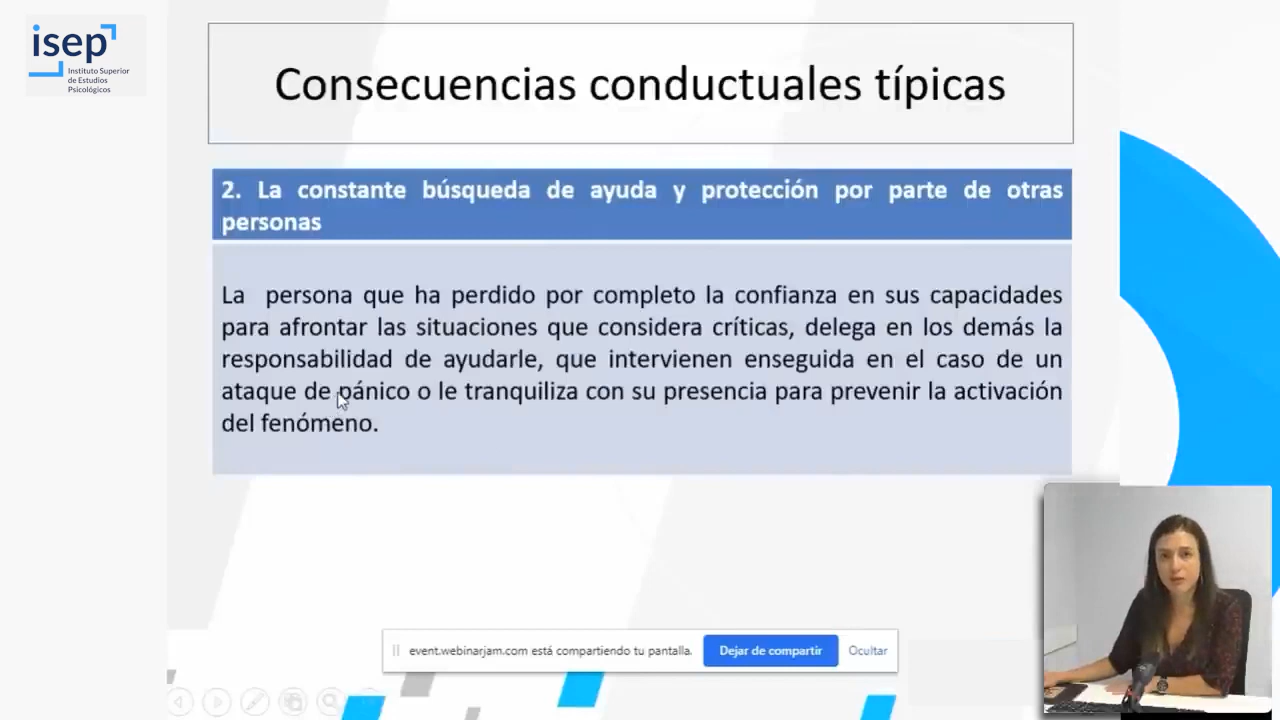 isep
Instituto Superior
de Estudios
Psicológicos
Consecuencias conductuales típicas
2. La constante búsqueda de ayuda y protección por parte de otras
personas
La persona que ha perdido por completo la confianza en sus capacidades
para afrontar las situaciones que considera críticas, delega en los demás la
responsabilidad de ayudarle, que intervienen enseguida en el caso de un
ataque de pánico o le tranquiliza con su presencia para prevenir la activación
del fenómeno.
event.webinarjam.com está compartiendo tu pantalla.
Dejar de compartir
Ocultar